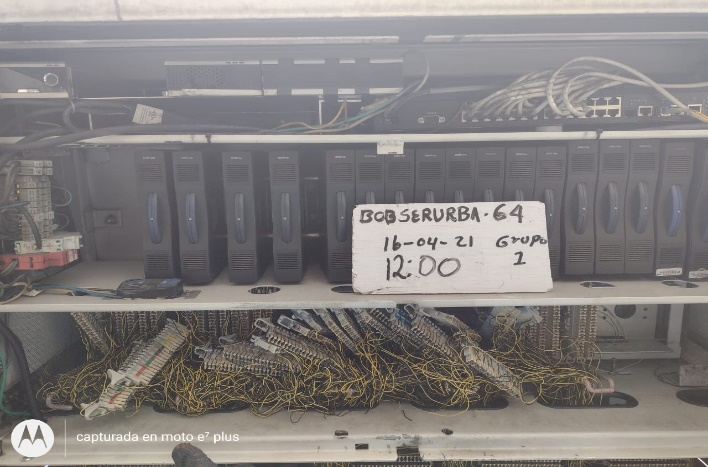 BOBSERURBA-64
16-04-21 Grupo
12:00 1
capturada en moto e⁷ plus